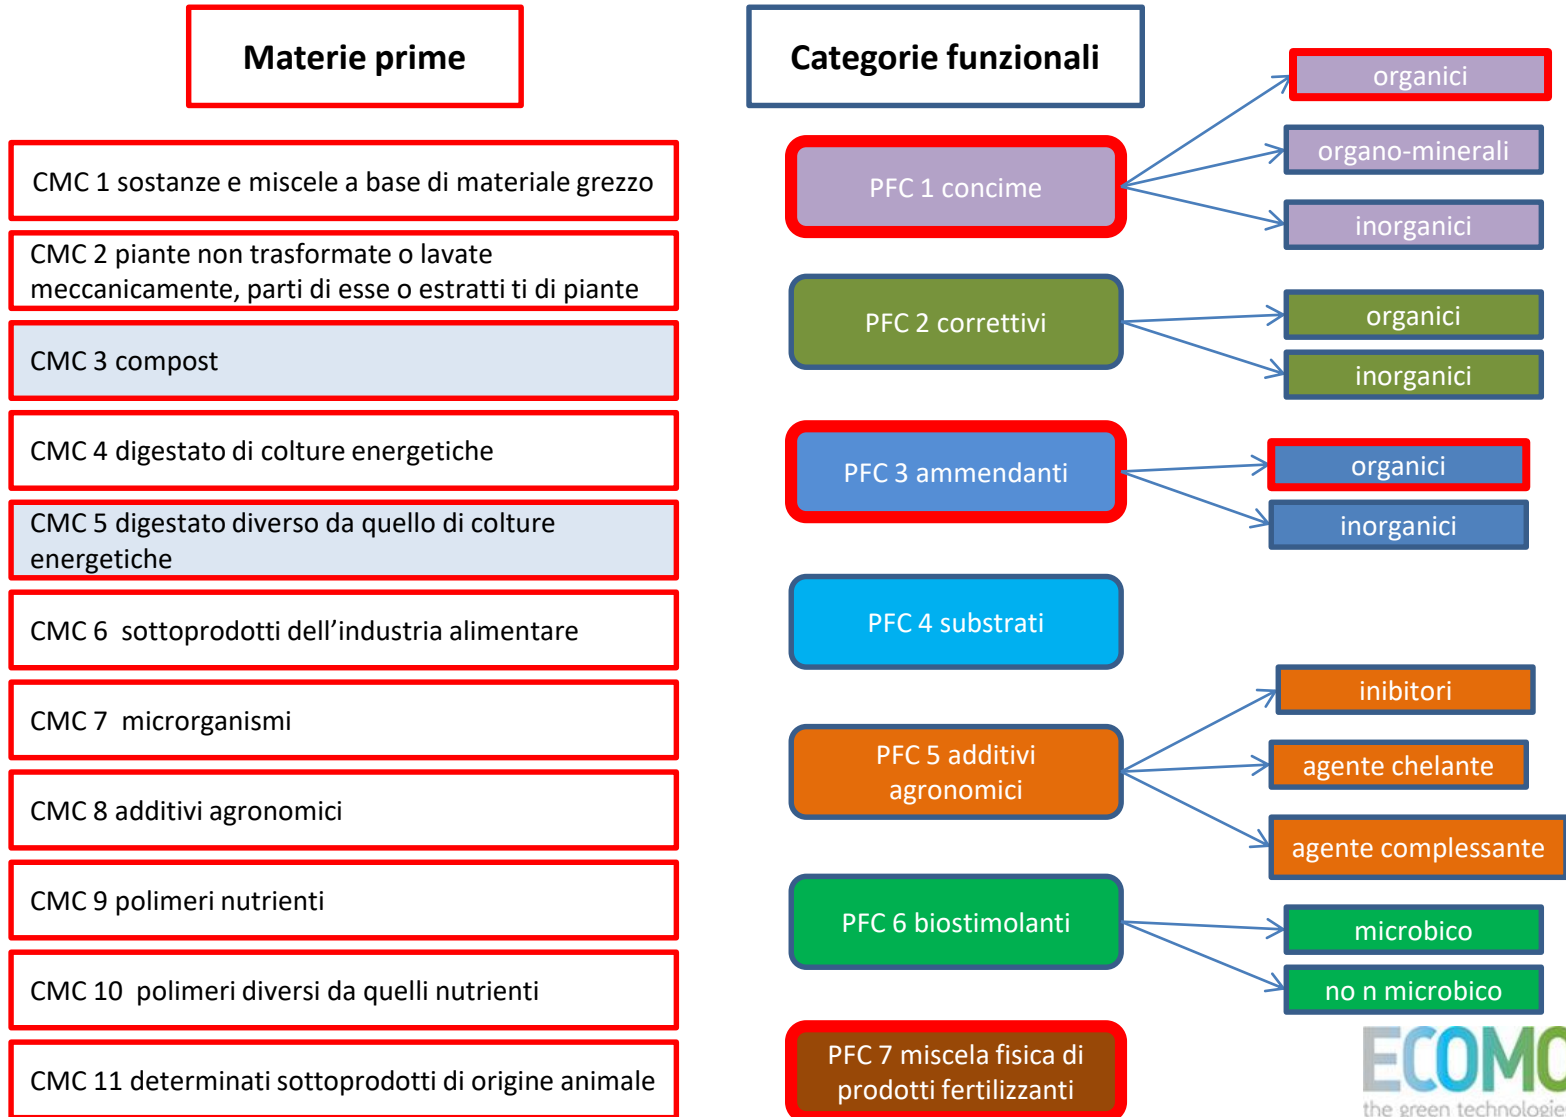 Materie prime
Categorie funzionali
CMC 1 sostanze e miscele a base di materiale grezzo
CMC 2 piante non trasformate o lavate
meccanicamente, parti di esse o estratti ti di piante
CMC 3 compost
CMC 4 digestato di colture energetiche
CMC 5 digestato diverso da quello di colture
energetiche
CMC 6 sottoprodotti dell’industria alimentare
CMC 7 microrganismi
CMC 8 additivi agronomici
CMC 9 polimeri nutrienti
CMC 10 polimeri diversi da quelli nutrienti
CMC 11 determinati sottoprodotti di origine animale
PFC 1 concime
organici
organo-minerali
inorganici
PFC 2 correttivi
organici
inorganici
PFC 3 ammendanti
organici
inorganici
PFC 4 substrati
PFC 5 additivi
agronomici
inibitori
agente chelante
agente complessante
PFC 6 biostimolanti
microbico
no n microbico
PFC 7 miscela fisica di
prodotti fertilizzanti
ECOMO
the green technologie